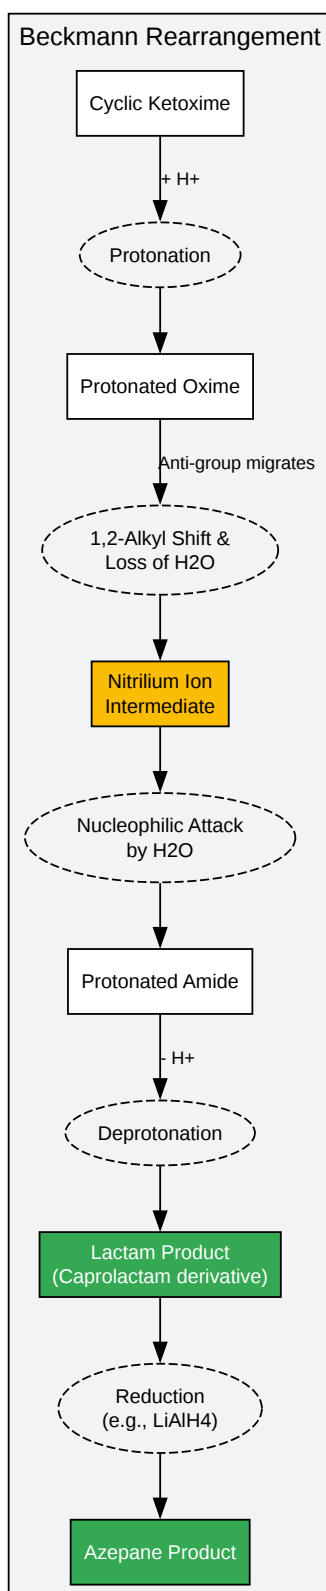 Beckmann Rearrangement
Cyclic Ketoxime
+ H+
Protonation
Protonated Oxime
Anti-group migrates
1,2-Alkyl Shift &
Loss of H2O
Nitrilium Ion
Intermediate
Nucleophilic Attack
by H2O
Protonated Amide
- H+
Deprotonation
Lactam Product
(Caprolactam derivative)
Reduction
(e.g., LiAlH4)
Azepane Product